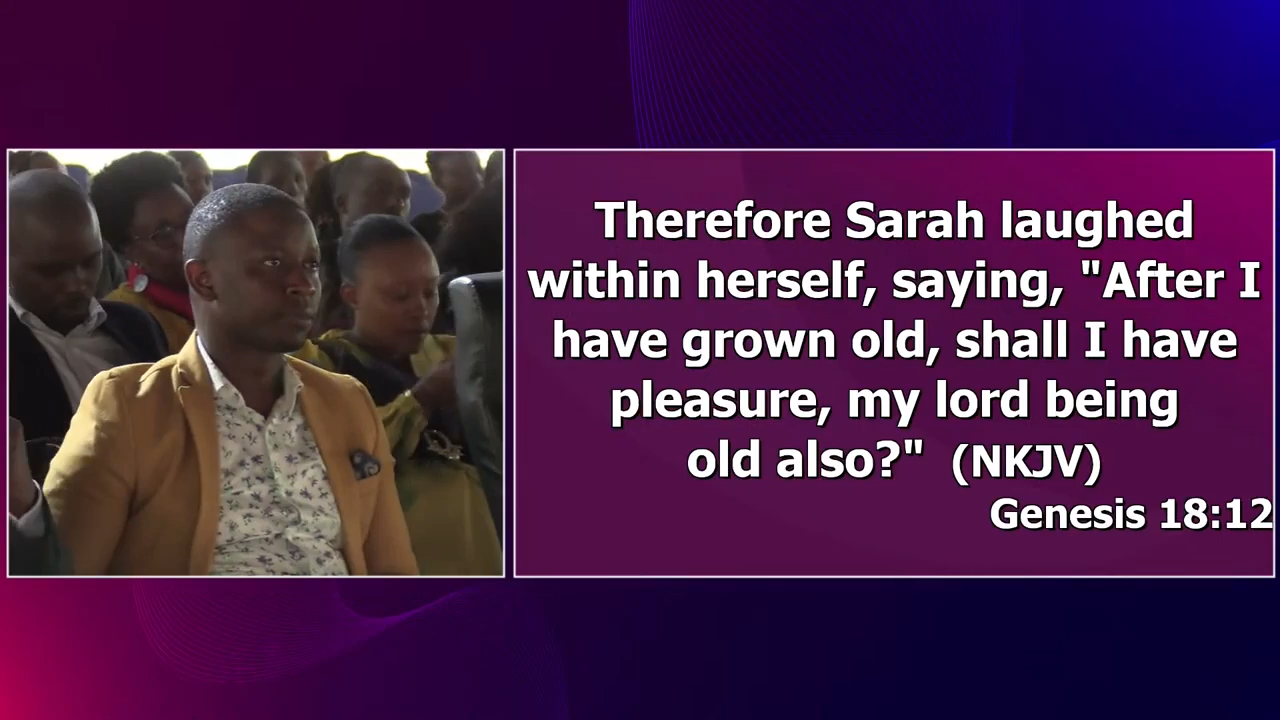 Therefore Sarah laughed
within herself, saying, "After I
have grown old, shall I have
pleasure, my lord being
old also?" (NKJV)
Genesis 18:12